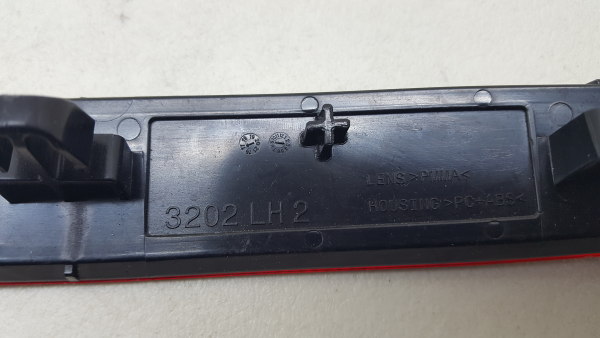 3202 LH 2
LENS>PMMA<
HOUSING>PC+ABS<